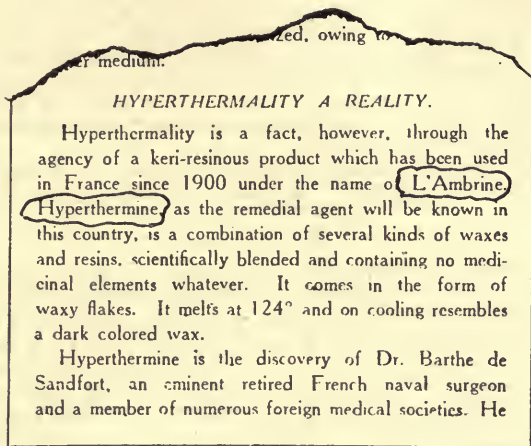 zed, owing to
er medium.
HYPERTHERMALITY A REALITY.
Hyperthermality is a fact, however, through the
agency of a keri-resinous product which has been used
in France since 1900 under the name of L'Ambrine.
Hyperthermine, as the remedial agent will be known in
this country, is a combination of several kinds of waxes
and resins, scientifically blended and containing no medi-
cinal elements whatever. It comes in the form of
waxy flakes. It melts at 124° and on cooling resembles
a dark colored wax.
Hyperthermine is the discovery of Dr. Barthe de
Sandfort, an eminent retired French naval surgeon
and a member of numerous foreign medical societies. He